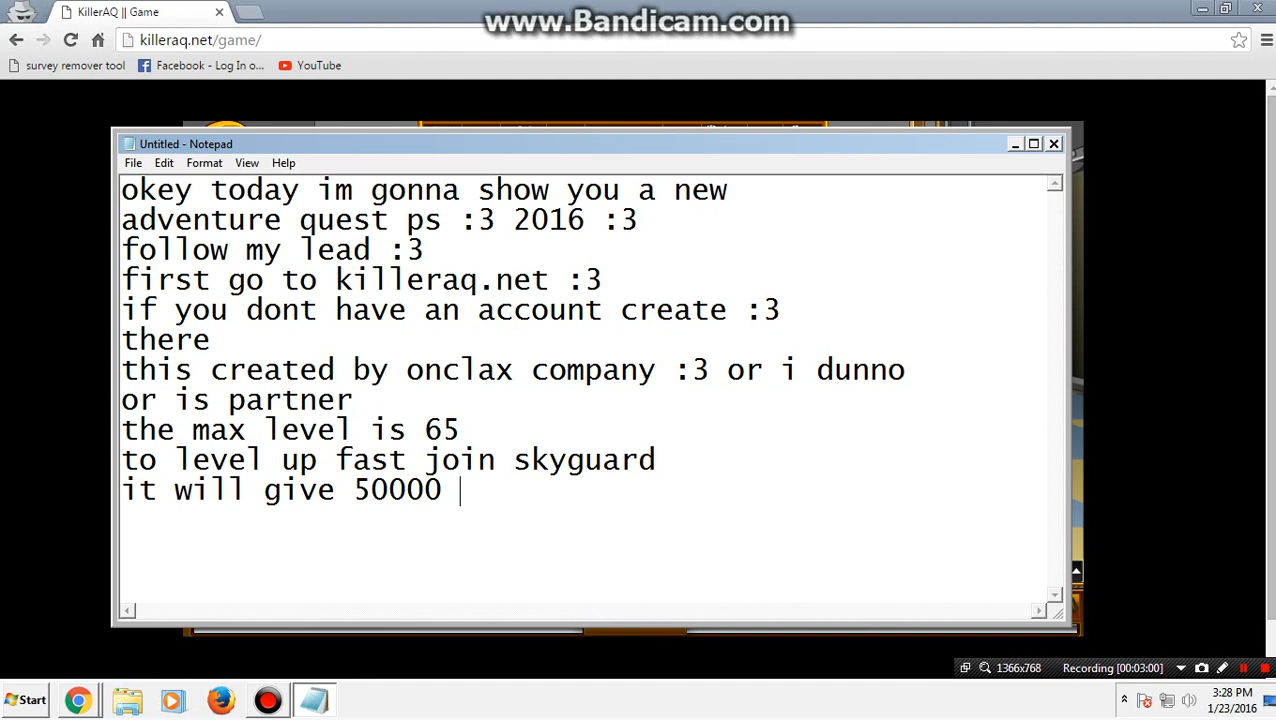 KillerAQ || Game
www.Bandicam.com
killeraq.net/game/
survey remover tool
Facebook - Log In o...
YouTube
Untitled - Notepad
File Edit Format View Help
okey today im gonna show you a new
adventure quest ps :3 2016 :3
follow my lead :3
first go to killeraq.net :3
if you dont have an account create :3
there
this created by onclax company :3 or i dunno
or is partner
the max level is 65
to level up fast join skyguard
it will give 50000
1366x768 Recording [00:03:00]
Start
3:28 PM
1/23/2016